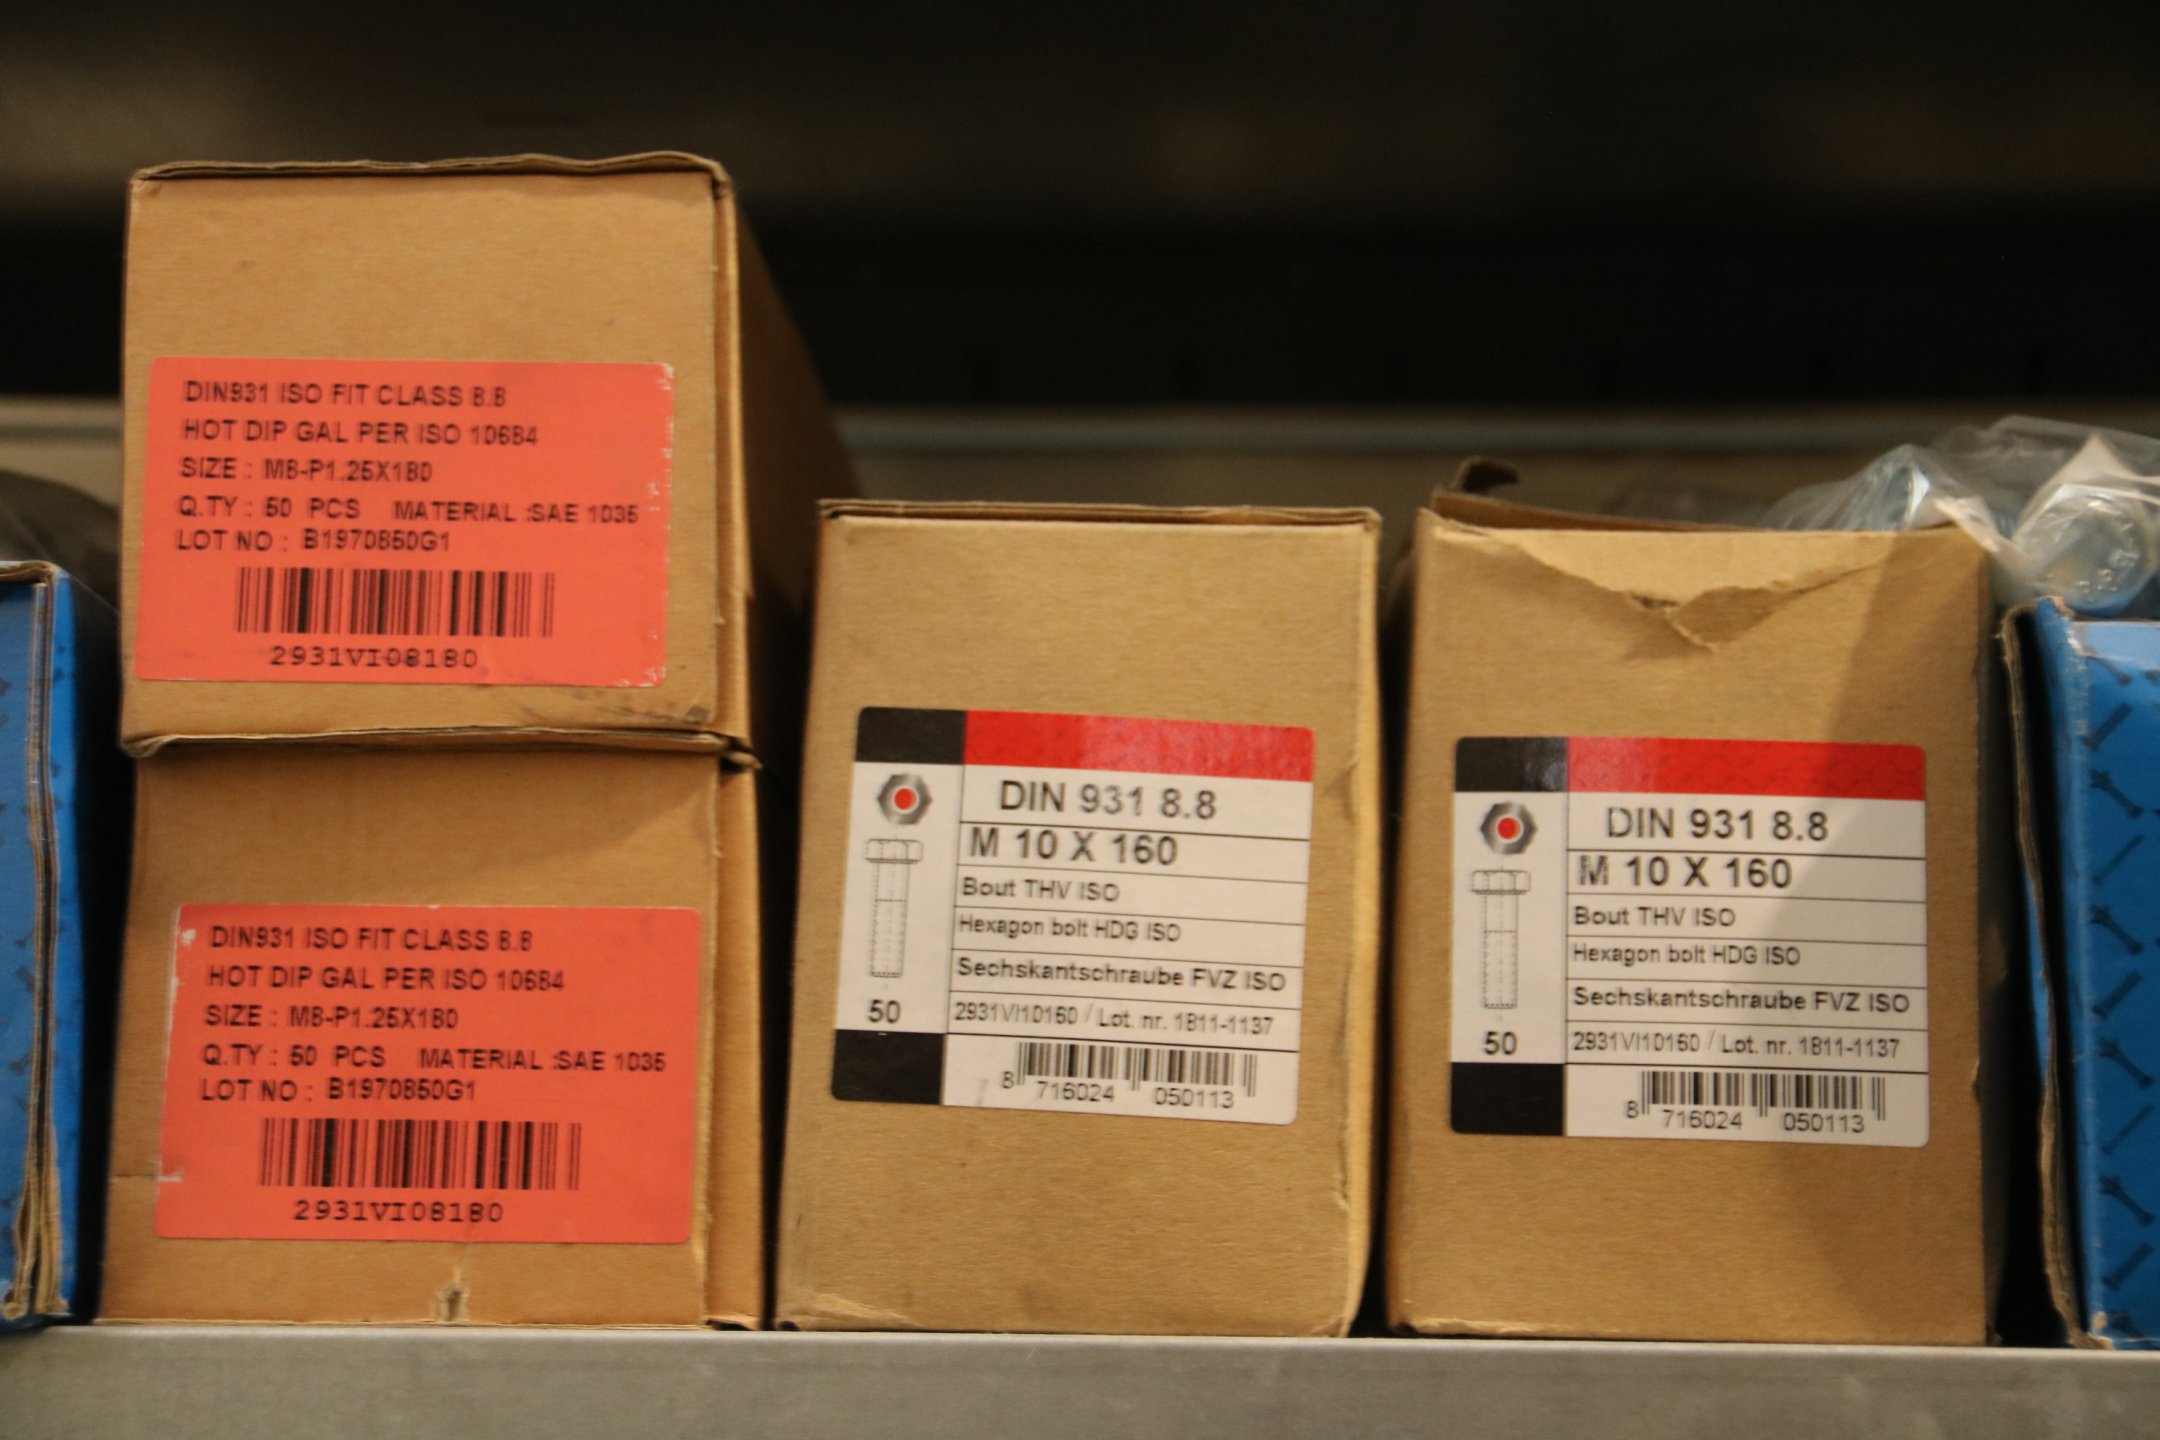 DIN931 ISO FIT CLASS 8.8
HOT DIP GAL PER ISO 10684
SIZE : M8-P1.25X180
Q.TY : 50 PCS MATERIAL :SAE 1035
LOT NO : B1970850G1
2931VI08180
DIN931 ISO FIT CLASS 8.8
HOT DIP GAL PER ISO 10684
SIZE : M8-P1.25X180
Q.TY : 50 PCS MATERIAL :SAE 1035
LOT NO : B1970850G1
2931VI08180
DIN 931 8.8
M 10 X 160
Bout THV ISO
Hexagon bolt HDG ISO
Sechskantschraube FVZ ISO
50
2931VI10160 / Lot. nr. 1811-1137
8 716024 050113
DIN 931 8.8
M 10 X 160
Bout THV ISO
Hexagon bolt HDG ISO
Sechskantschraube FVZ ISO
50
2931VI10160 / Lot. nr. 1811-1137
8 716024 050113